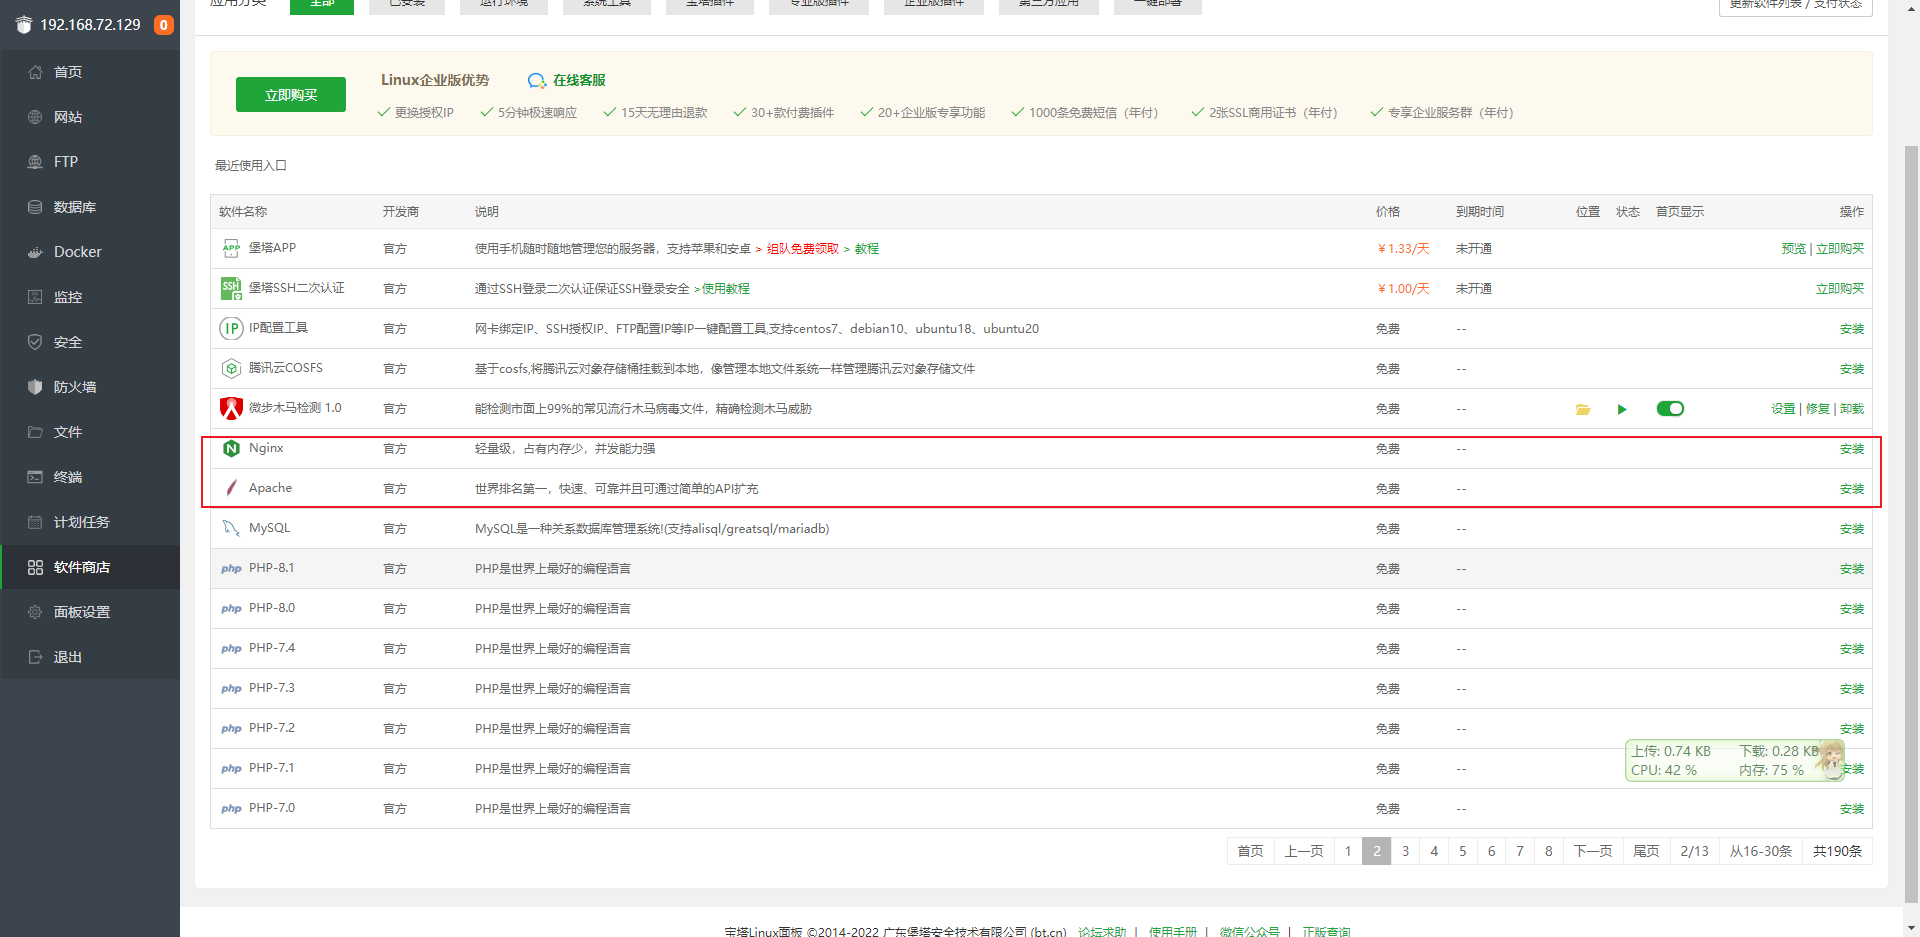 192.168.72.129 0
首页
网站
FTP
数据库
Docker
监控
安全
防火墙
文件
终端
计划任务
软件商店
面板设置
退出
应用分类 全部 已安装 运行环境 系统工具 宝塔插件 专业版插件 企业版插件 第三方应用 一键部署 更新软件列表 / 支付状态
立即购买 Linux企业版优势 在线客服
更换授权IP 5分钟极速响应 15天无理由退款 30+款付费插件 20+企业版专享功能 1000条免费短信（年付） 2张SSL商用证书（年付） 专享企业服务群（年付）
最近使用入口
软件名称 开发商 说明 价格 到期时间 位置 状态 首页显示 操作
APP 堡塔APP 官方 使用手机随时随地管理您的服务器，支持苹果和安卓 > 组队免费领取 > 教程 ￥1.33/天 未开通 预览 | 立即购买
SSH 堡塔SSH二次认证 官方 通过SSH登录二次认证保证SSH登录安全 >使用教程 ￥1.00/天 未开通 立即购买
IP IP配置工具 官方 网卡绑定IP、SSH授权IP、FTP配置IP等IP一键配置工具,支持centos7、debian10、ubuntu18、ubuntu20 免费 -- 安装
腾讯云COSFS 官方 基于cosfs,将腾讯云对象存储桶挂载到本地，像管理本地文件系统一样管理腾讯云对象存储文件 免费 -- 安装
微步木马检测 1.0 官方 能检测市面上99%的常见流行木马病毒文件，精确检测木马威胁 免费 -- 设置 | 修复 | 卸载
N Nginx 官方 轻量级，占有内存少，并发能力强 免费 -- 安装
Apache 官方 世界排名第一，快速、可靠并且可通过简单的API扩充 免费 -- 安装
MySQL 官方 MySQL是一种关系数据库管理系统!(支持alisql/greatsql/mariadb) 免费 -- 安装
php PHP-8.1 官方 PHP是世界上最好的编程语言 免费 -- 安装
php PHP-8.0 官方 PHP是世界上最好的编程语言 免费 -- 安装
php PHP-7.4 官方 PHP是世界上最好的编程语言 免费 -- 安装
php PHP-7.3 官方 PHP是世界上最好的编程语言 免费 -- 安装
php PHP-7.2 官方 PHP是世界上最好的编程语言 免费 -- 安装
上传: 0.74 KB 下载: 0.28 KB
CPU: 42 % 内存: 75 %
php PHP-7.1 官方 PHP是世界上最好的编程语言 免费 -- 安装
php PHP-7.0 官方 PHP是世界上最好的编程语言 免费 -- 安装
首页 上一页 1 2 3 4 5 6 7 8 下一页 尾页 2/13 从16-30条 共190条
宝塔Linux面板 ©2014-2022 广东堡塔安全技术有限公司 (bt.cn) 论坛求助 | 使用手册 | 微信公众号 | 正版查询